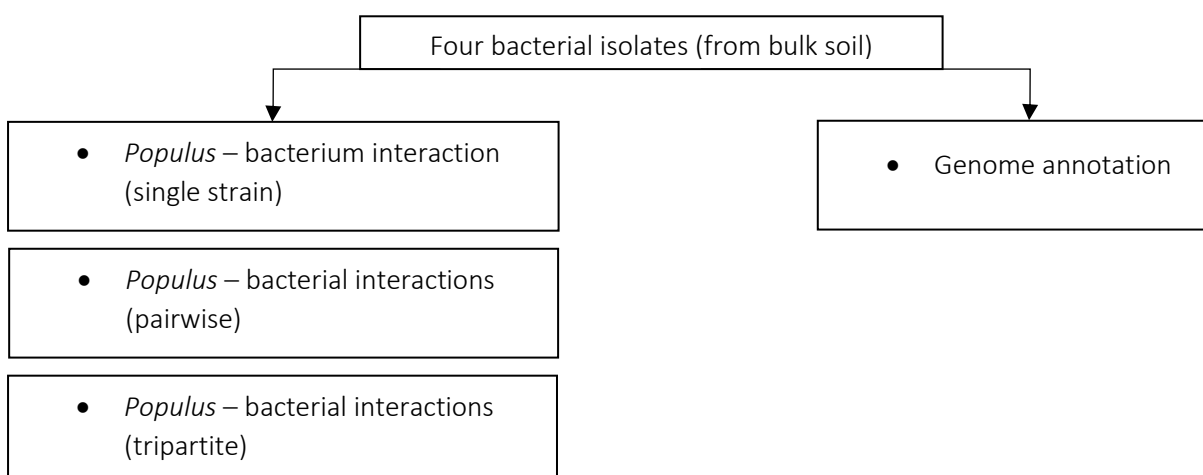 Four bacterial isolates (from bulk soil)
• Populus – bacterium interaction
(single strain)
• Genome annotation
• Populus – bacterial interactions
(pairwise)
• Populus – bacterial interactions
(tripartite)